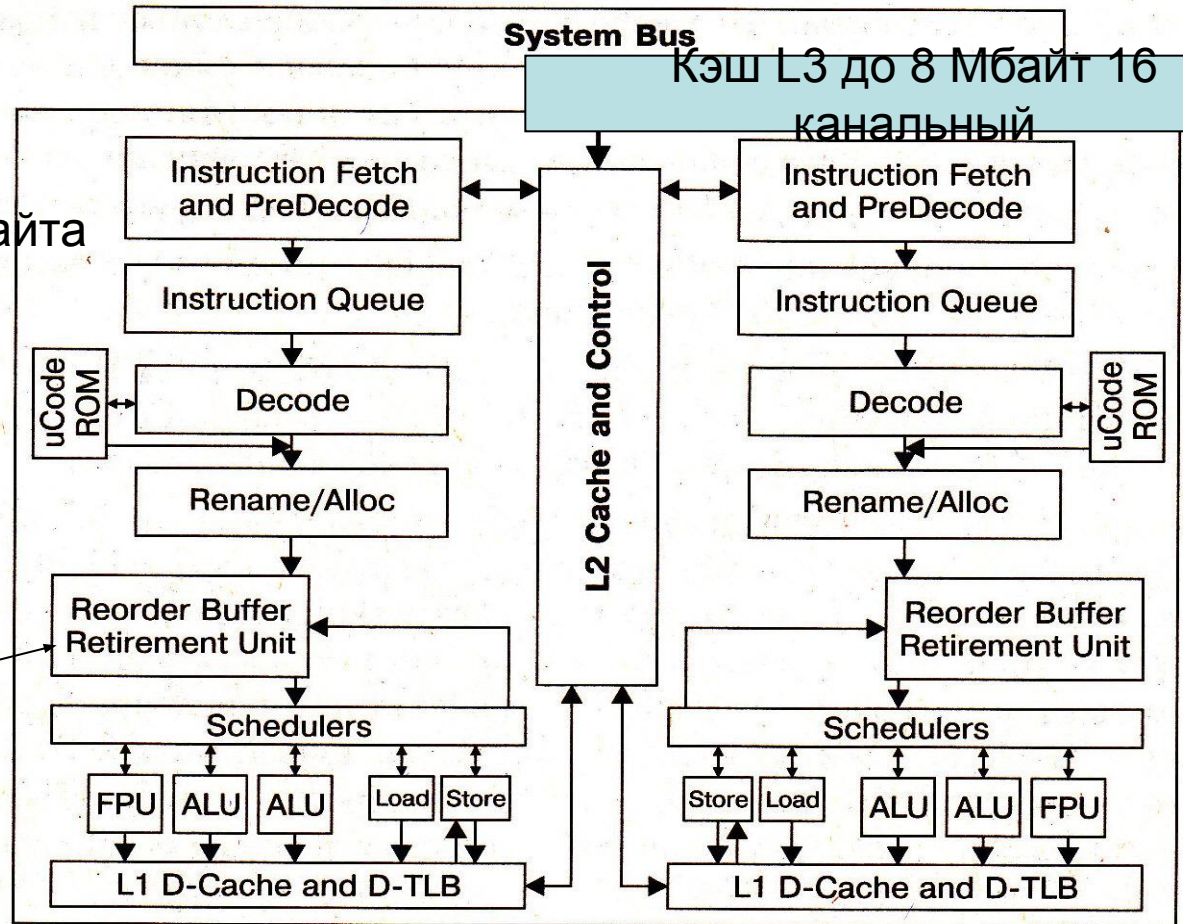 System Bus
Кэш L3 до 8 Мбайт 16
канальный
Instruction Fetch
and PreDecode
Instruction Queue
uCode
ROM
Decode
Rename/Alloc
Reorder Buffer
Retirement Unit
Schedulers
FPU ALU ALU Load Store
L1 D-Cache and D-TLB
L2 Cache and Control
Instruction Fetch
and PreDecode
Instruction Queue
Decode
uCode
ROM
Rename/Alloc
Reorder Buffer
Retirement Unit
Schedulers
Store Load ALU ALU FPU
L1 D-Cache and D-TLB